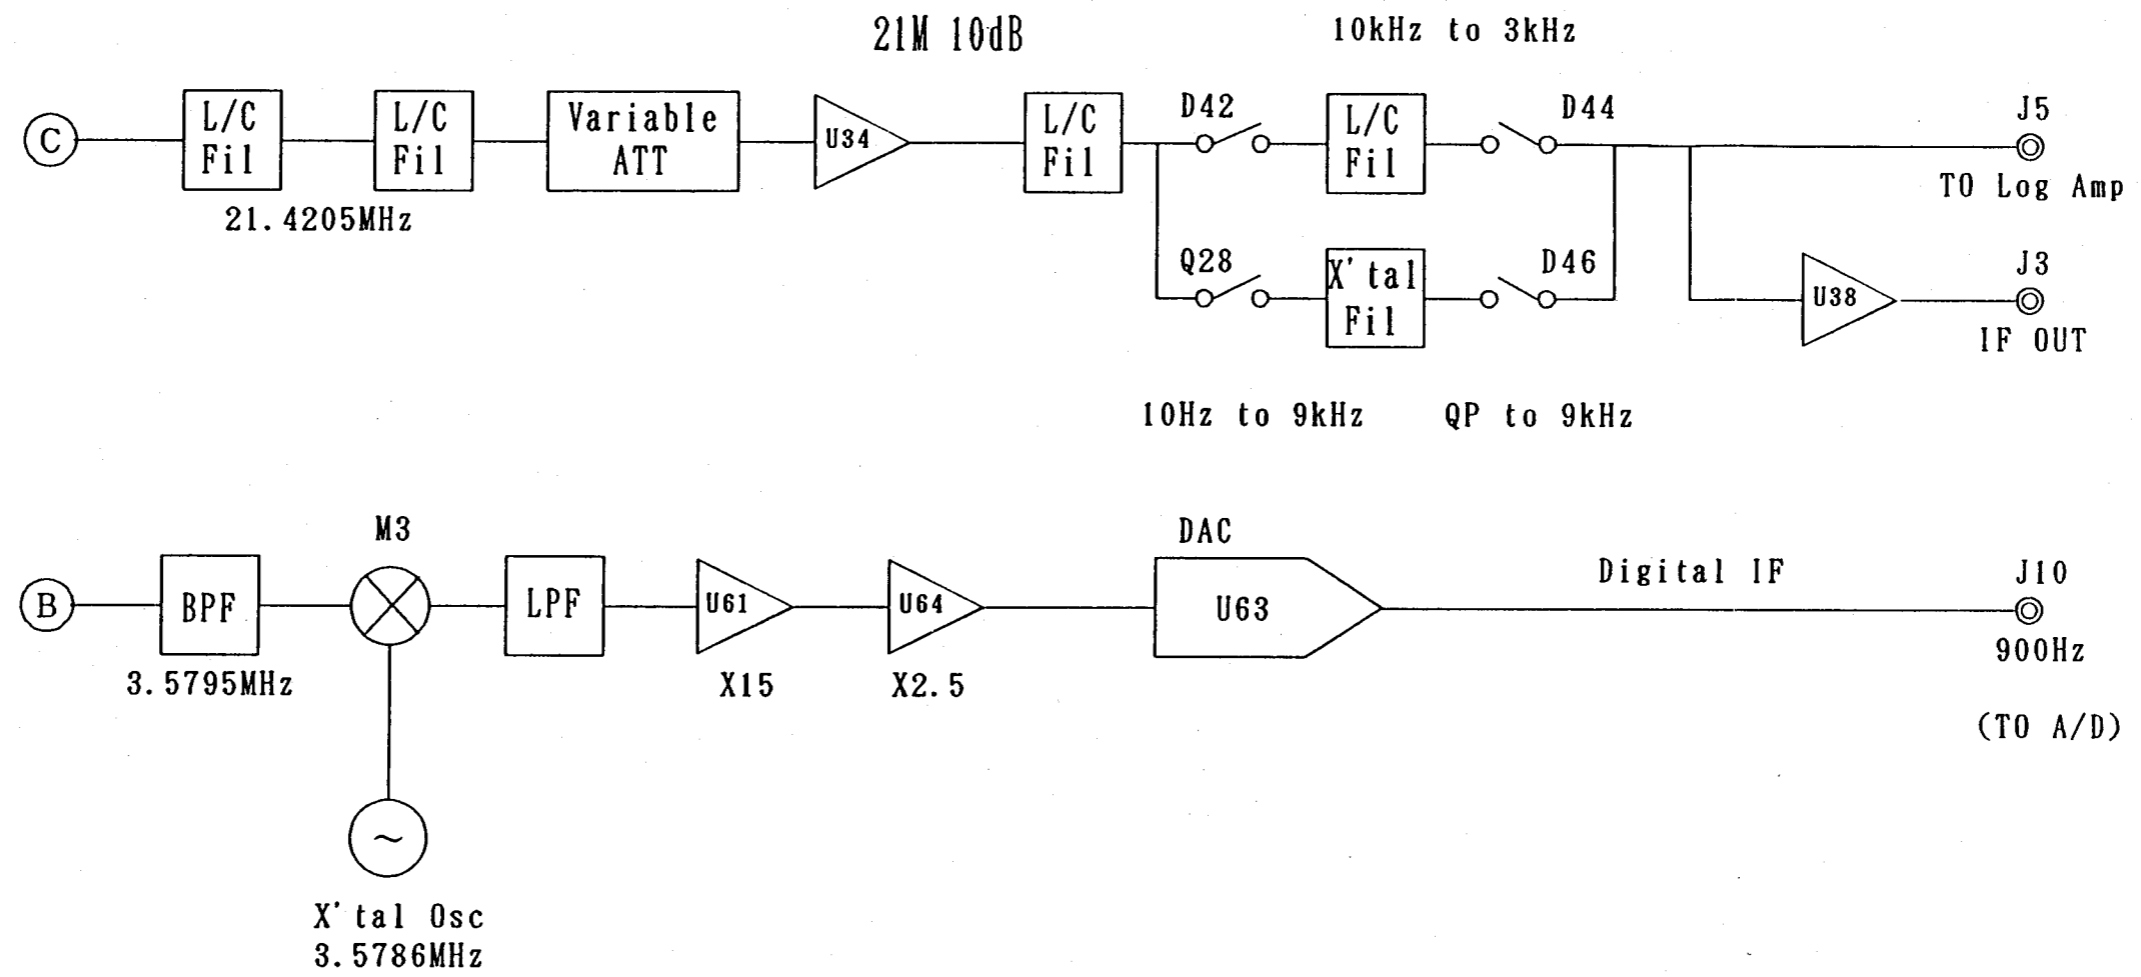 21M 10dB
10kHz to 3kHz
C
L/C
Fil
L/C
Fil
Variable
ATT
U34
L/C
Fil
D42
L/C
Fil
D44
J5
TO Log Amp
21.4205MHz
Q28
X'tal
Fil
D46
U38
J3
IF OUT
10Hz to 9kHz
QP to 9kHz
M3
DAC
B
BPF
LPF
U61
U64
U63
Digital IF
J10
900Hz
3.5795MHz
X15
X2.5
(TO A/D)
~
X'tal Osc
3.5786MHz